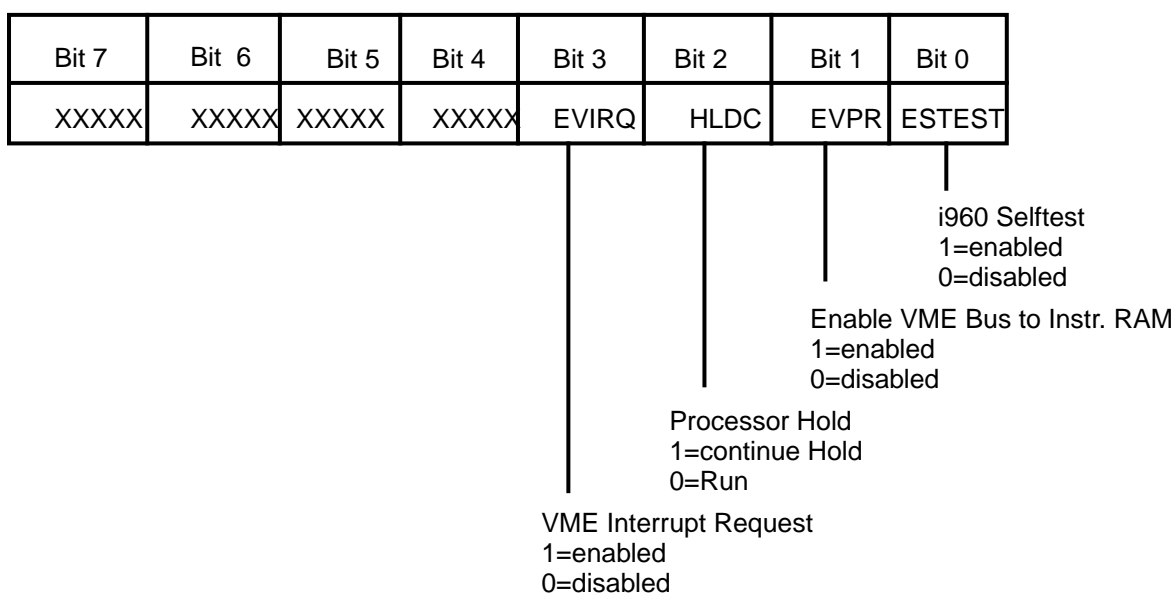 Bit 7 Bit 6 Bit 5 Bit 4 Bit 3 Bit 2 Bit 1 Bit 0
XXXXX XXXXX XXXXX XXXXX EVIRQ HLDC EVPR ESTEST
i960 Selftest
1=enabled
0=disabled
Enable VME Bus to Instr. RAM
1=enabled
0=disabled
Processor Hold
1=continue Hold
0=Run
VME Interrupt Request
1=enabled
0=disabled